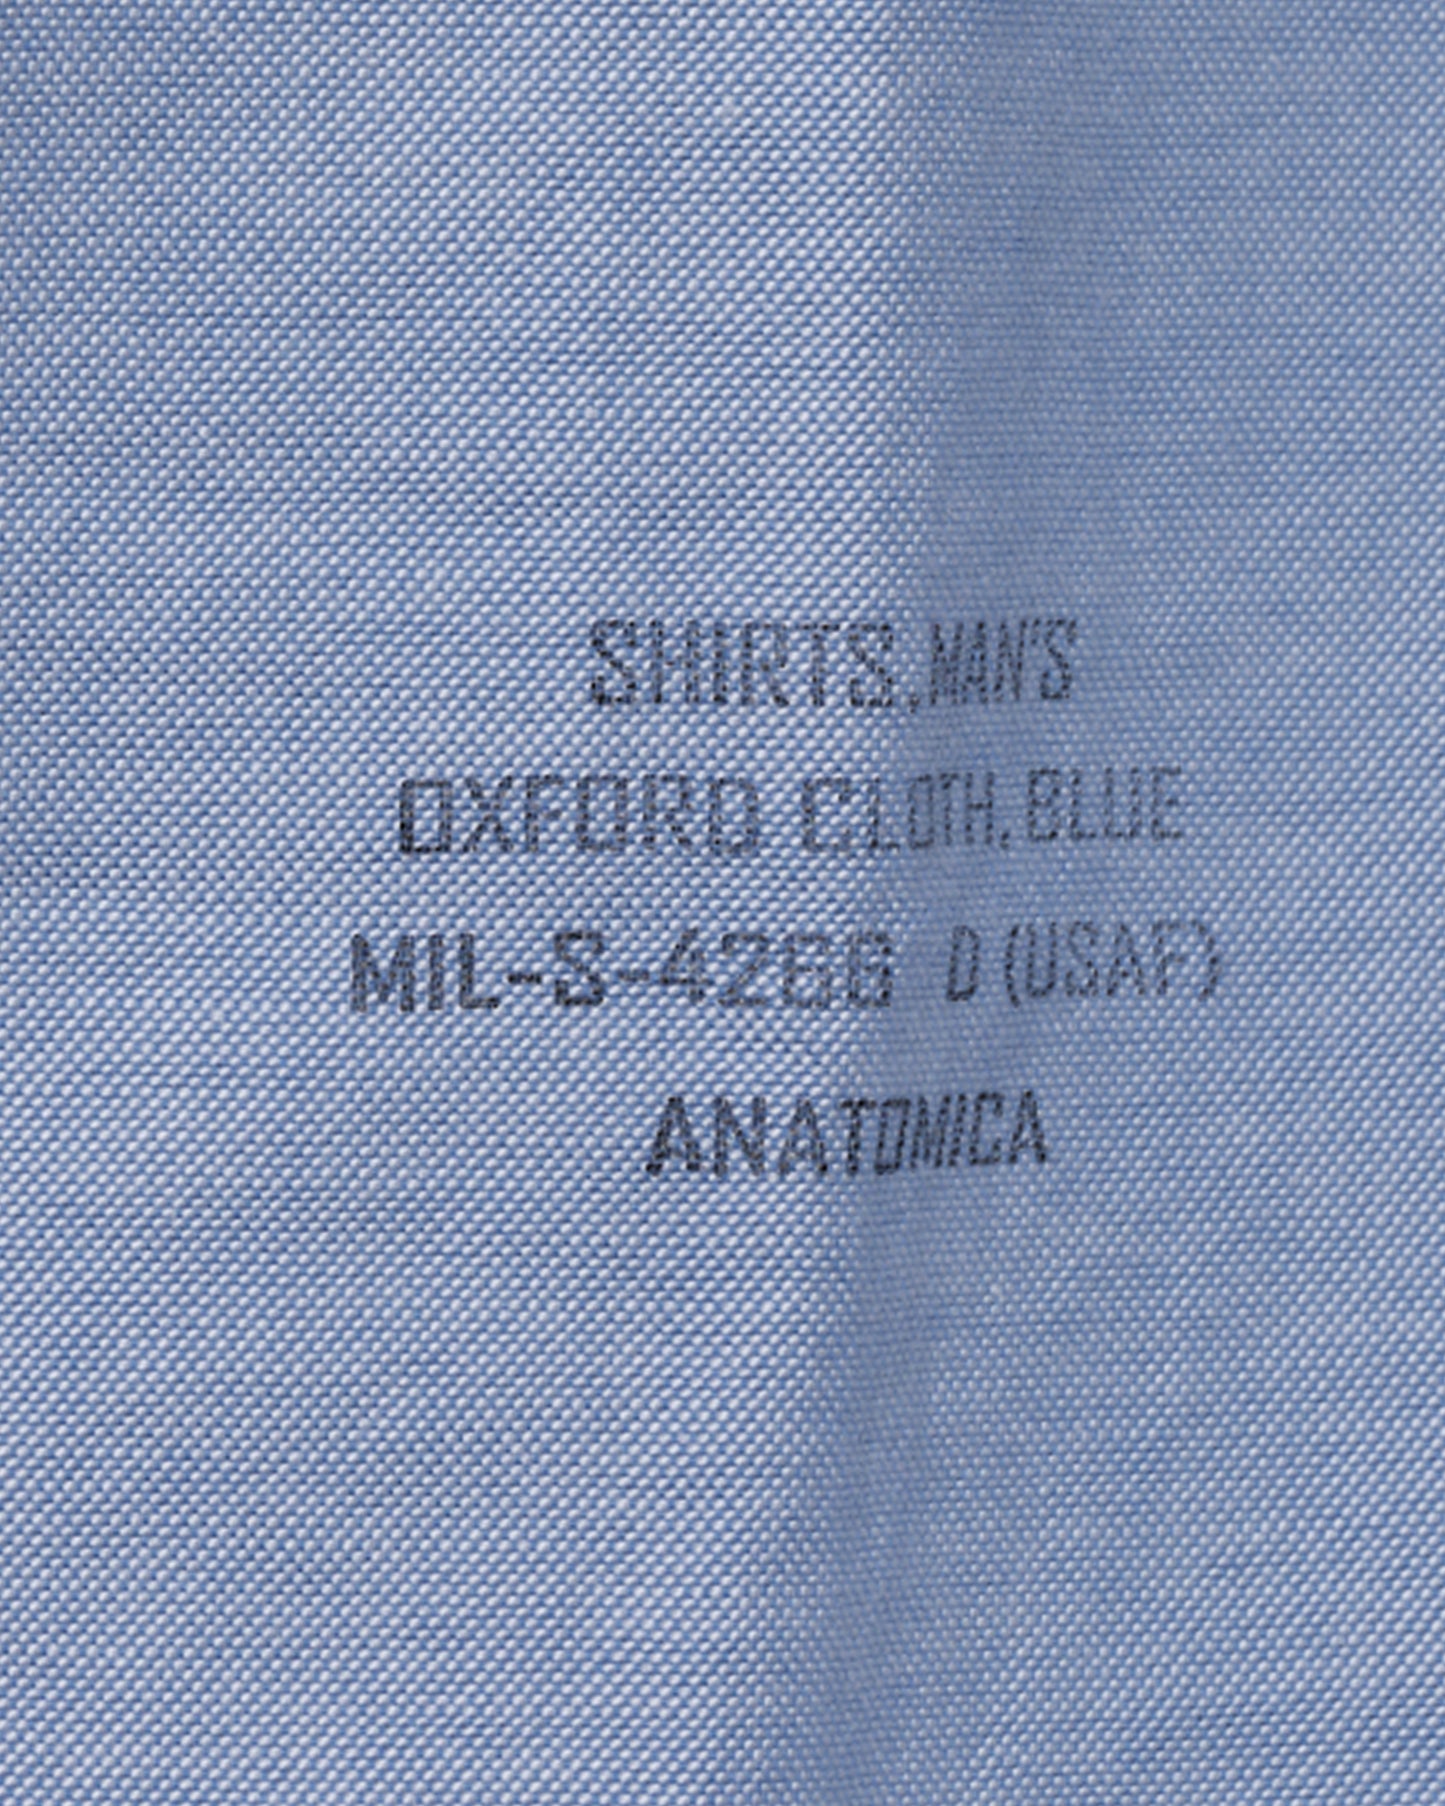 SHIRTS, MAN'S
OXFORD CLOTH, BLUE
MIL-S-4266 D (USAF)
ANATOMICA